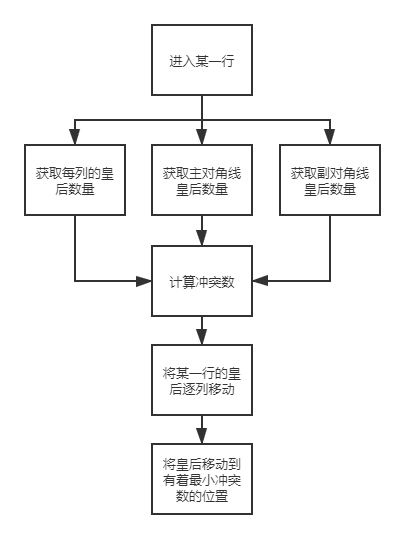 进入某一行
获取每列的皇
后数量
获取主对角线
皇后数量
获取副对角线
皇后数量
计算冲突数
将某一行的皇
后逐列移动
将皇后移动到
有着最小冲突
数的位置